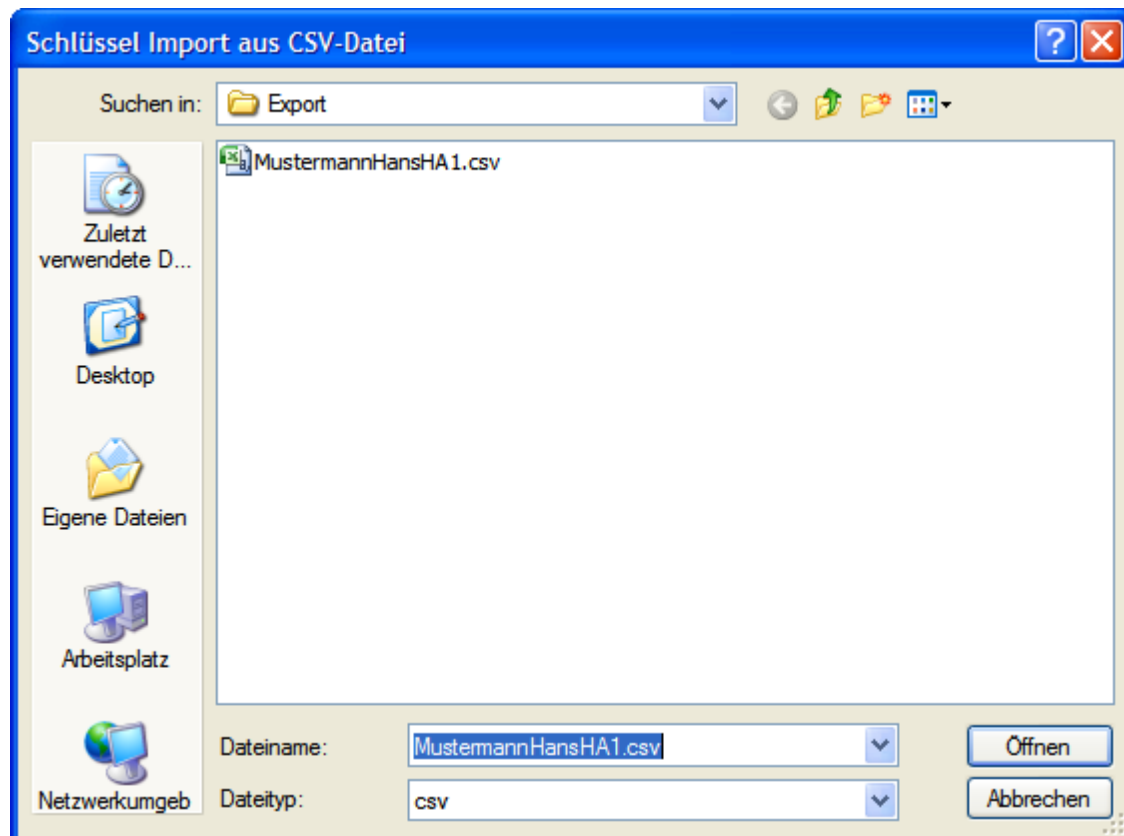 Schlüssel Import aus CSV-Datei
Suchen in:
Export
MustermannHansHA1.csv
Zuletzt
verwendete D...
Desktop
Eigene Dateien
Arbeitsplatz
Netzwerkumgeb
Dateiname:
MustermannHansHA1.csv
Öffnen
Dateityp:
csv
Abbrechen